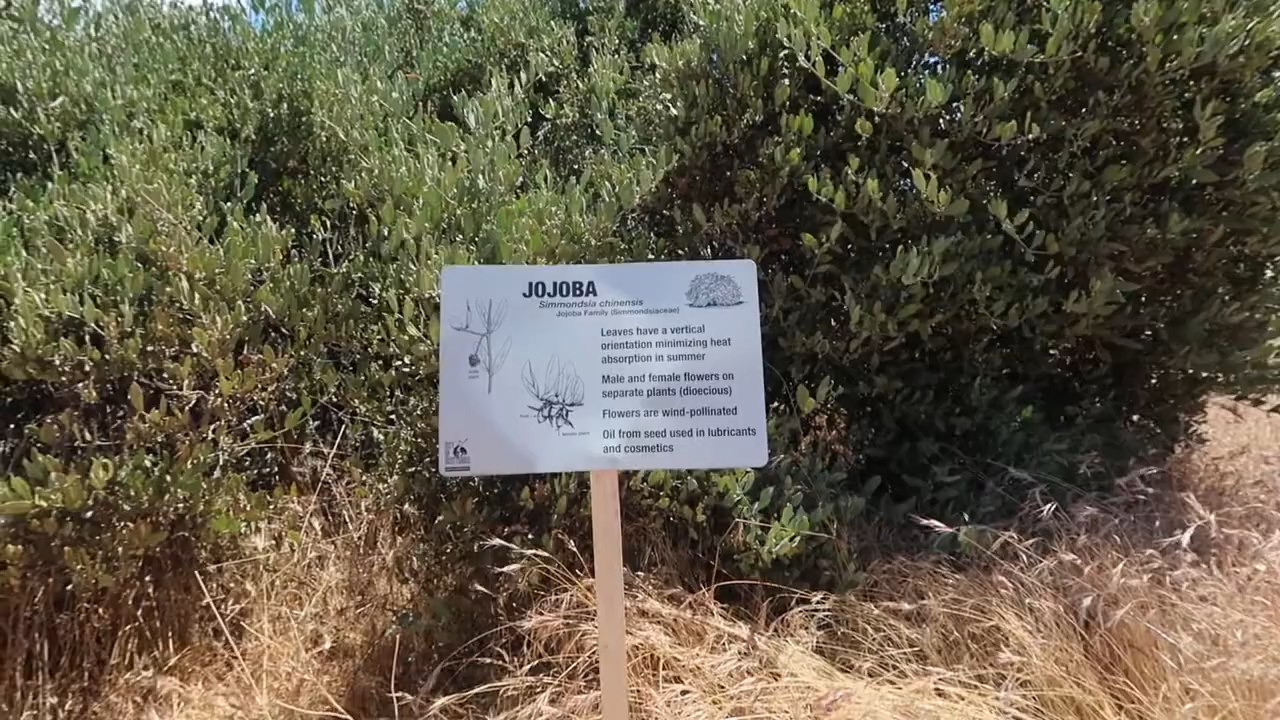 JOJOBA
Simmondsia chinensis
Jojoba Family (Simmondsiaceae)
Leaves have a vertical
orientation minimizing heat
absorption in summer
Male and female flowers on
separate plants (dioecious)
Flowers are wind-pollinated
Oil from seed used in lubricants
and cosmetics